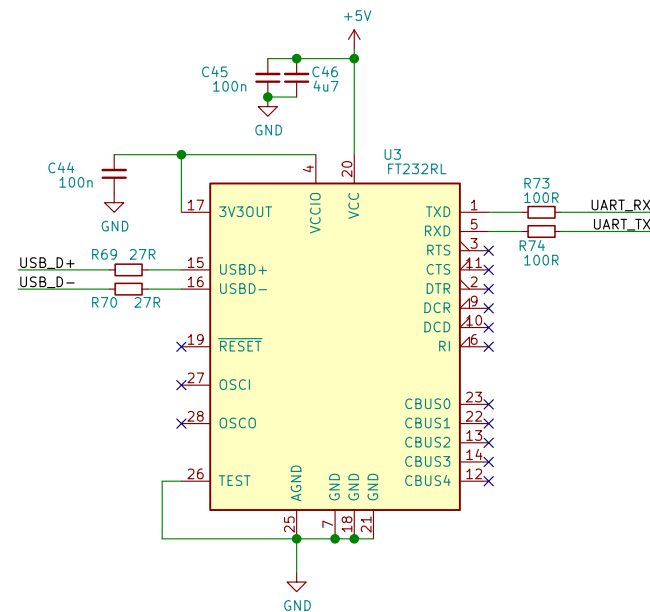 +5V
C45
100n
C46
4u7
GND
U3
FT232RL
C44
100n
GND
4
20
VCCIO
VCC
17 3V3OUT
TXD 1
R73
100R
UART_RX
RXD 5
R74
100R
UART_TX
RTS 3
CTS 11
DTR 2
DCR 9
DCD 10
RI 6
USB_D+
R69 27R
15 USBD+
USB_D-
R70 27R
16 USBD-
19 RESET
27 OSCI
28 OSCO
CBUS0 23
CBUS1 22
CBUS2 13
CBUS3 14
CBUS4 12
26 TEST
AGND
GND
GND
GND
25
7
18
21
GND